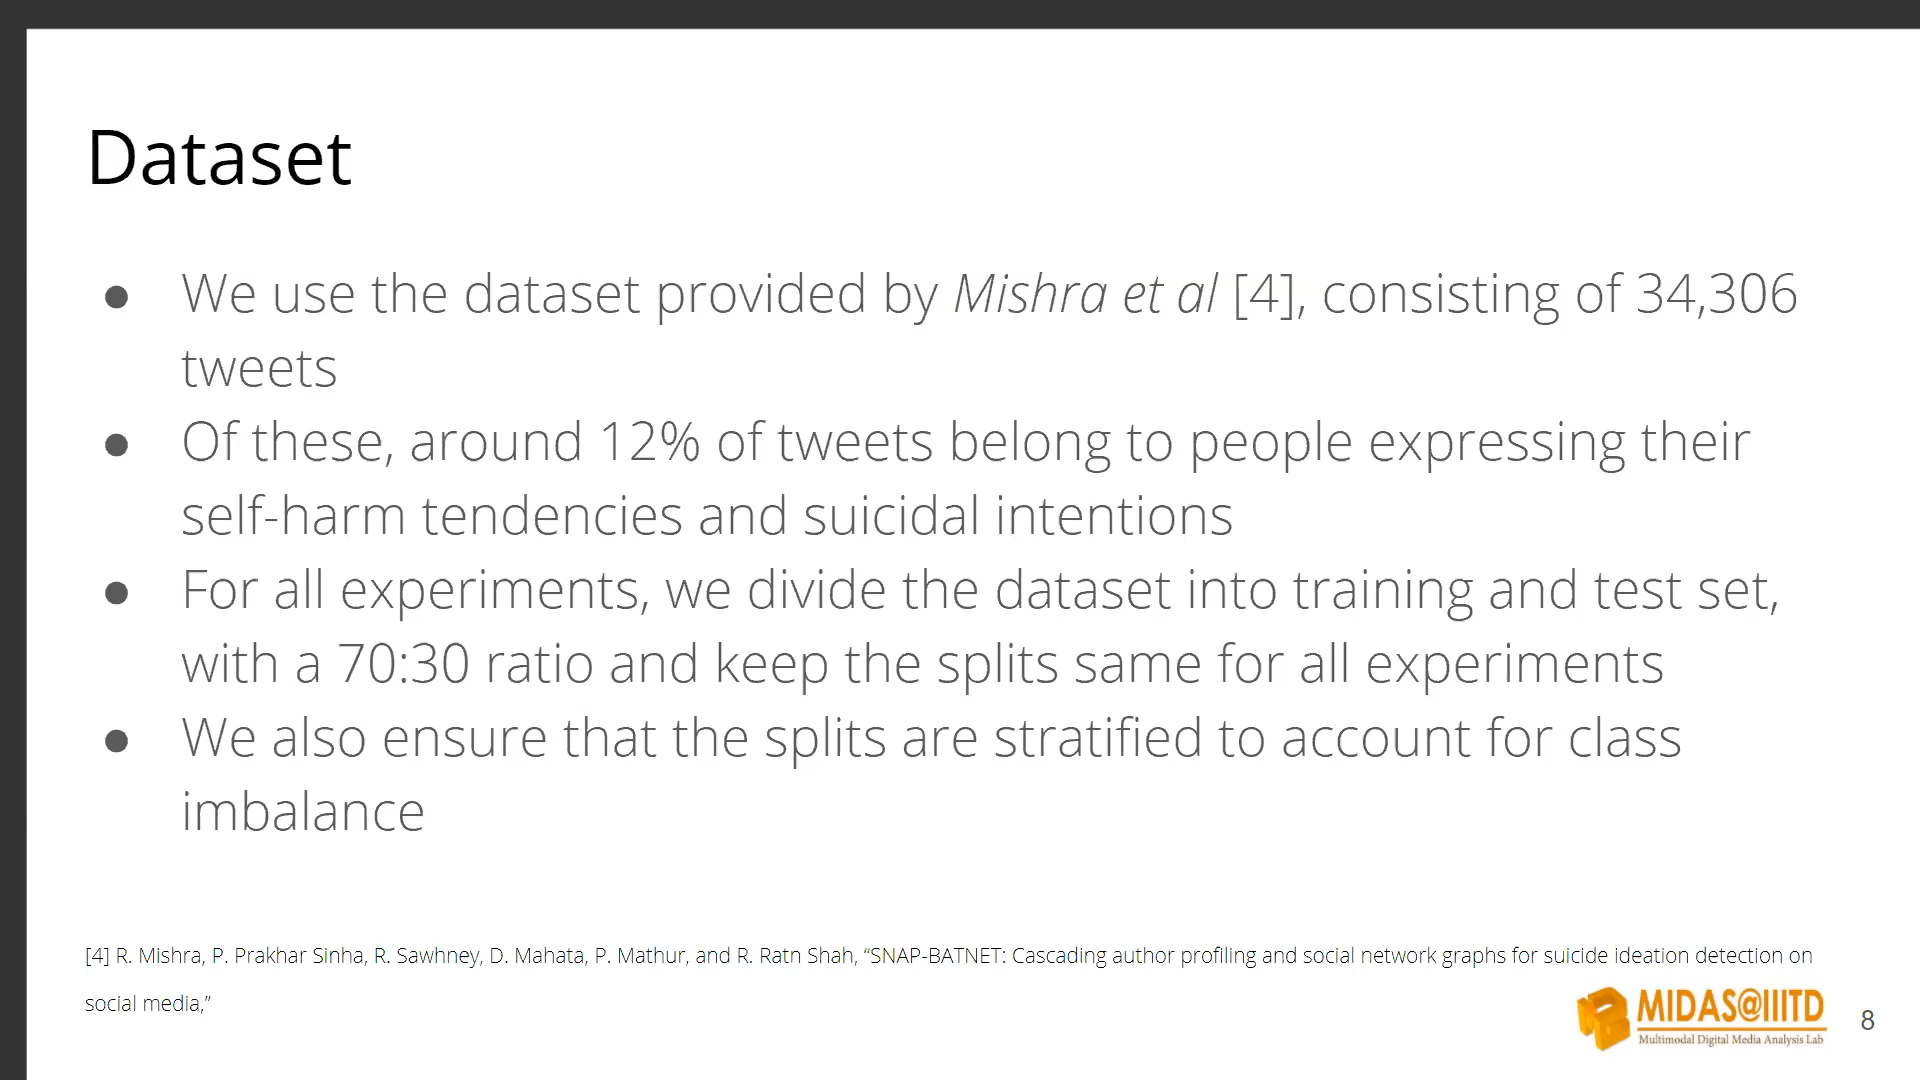 Dataset
● We use the dataset provided by Mishra et al [4], consisting of 34,306
tweets
● Of these, around 12% of tweets belong to people expressing their
self-harm tendencies and suicidal intentions
● For all experiments, we divide the dataset into training and test set,
with a 70:30 ratio and keep the splits same for all experiments
● We also ensure that the splits are stratified to account for class
imbalance
[4] R. Mishra, P. Prakhar Sinha, R. Sawhney, D. Mahata, P. Mathur, and R. Ratn Shah, “SNAP-BATNET: Cascading author profiling and social network graphs for suicide ideation detection on
social media,”
MIDAS@IIITD
Multimodal Digital Media Analysis Lab
8